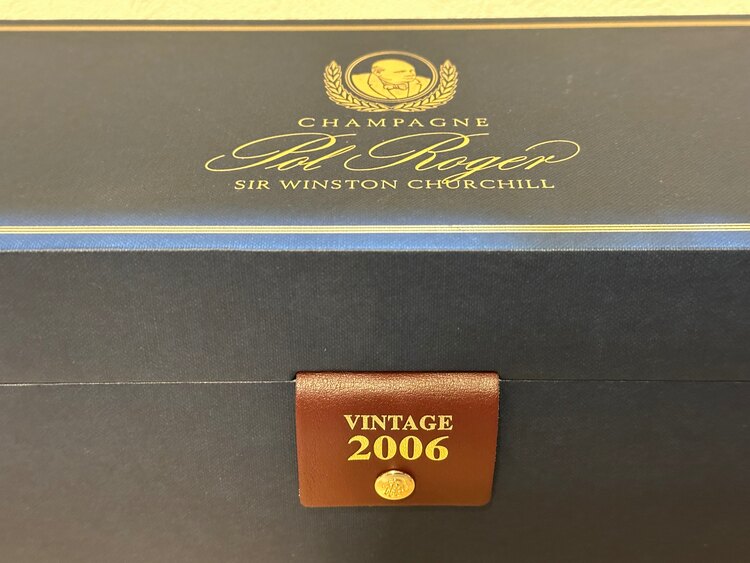 CHAMPAGNE
Pol Roger
SIR WINSTON CHURCHILL
VINTAGE
2006